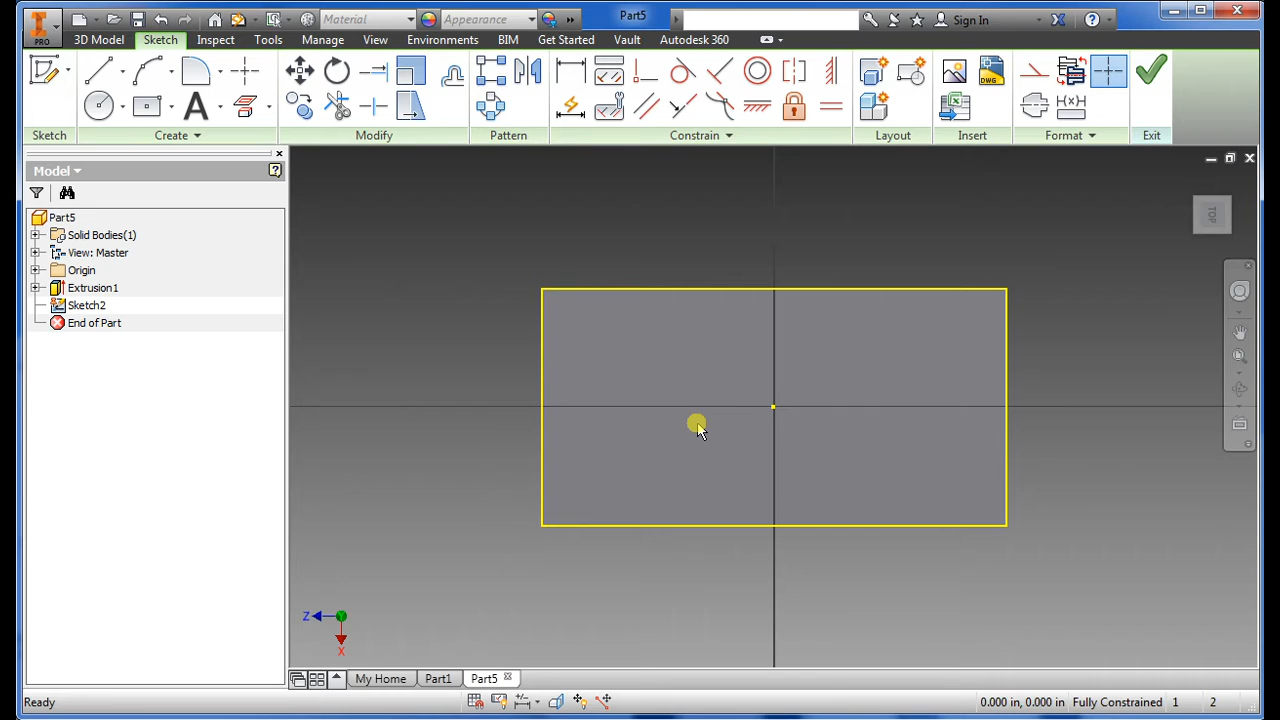 Material
Appearance
Part5
Sign In
PRO
3D Model Sketch Inspect Tools Manage View Environments BIM Get Started Vault Autodesk 360
Sketch Create Modify Pattern Constrain Layout Insert Format Exit
Model
Part5
Solid Bodies(1)
View: Master
Origin
Extrusion1
Sketch2
End of Part
TOP
Z
X
My Home Part1 Part5
Ready 0.000 in, 0.000 in Fully Constrained 1 2